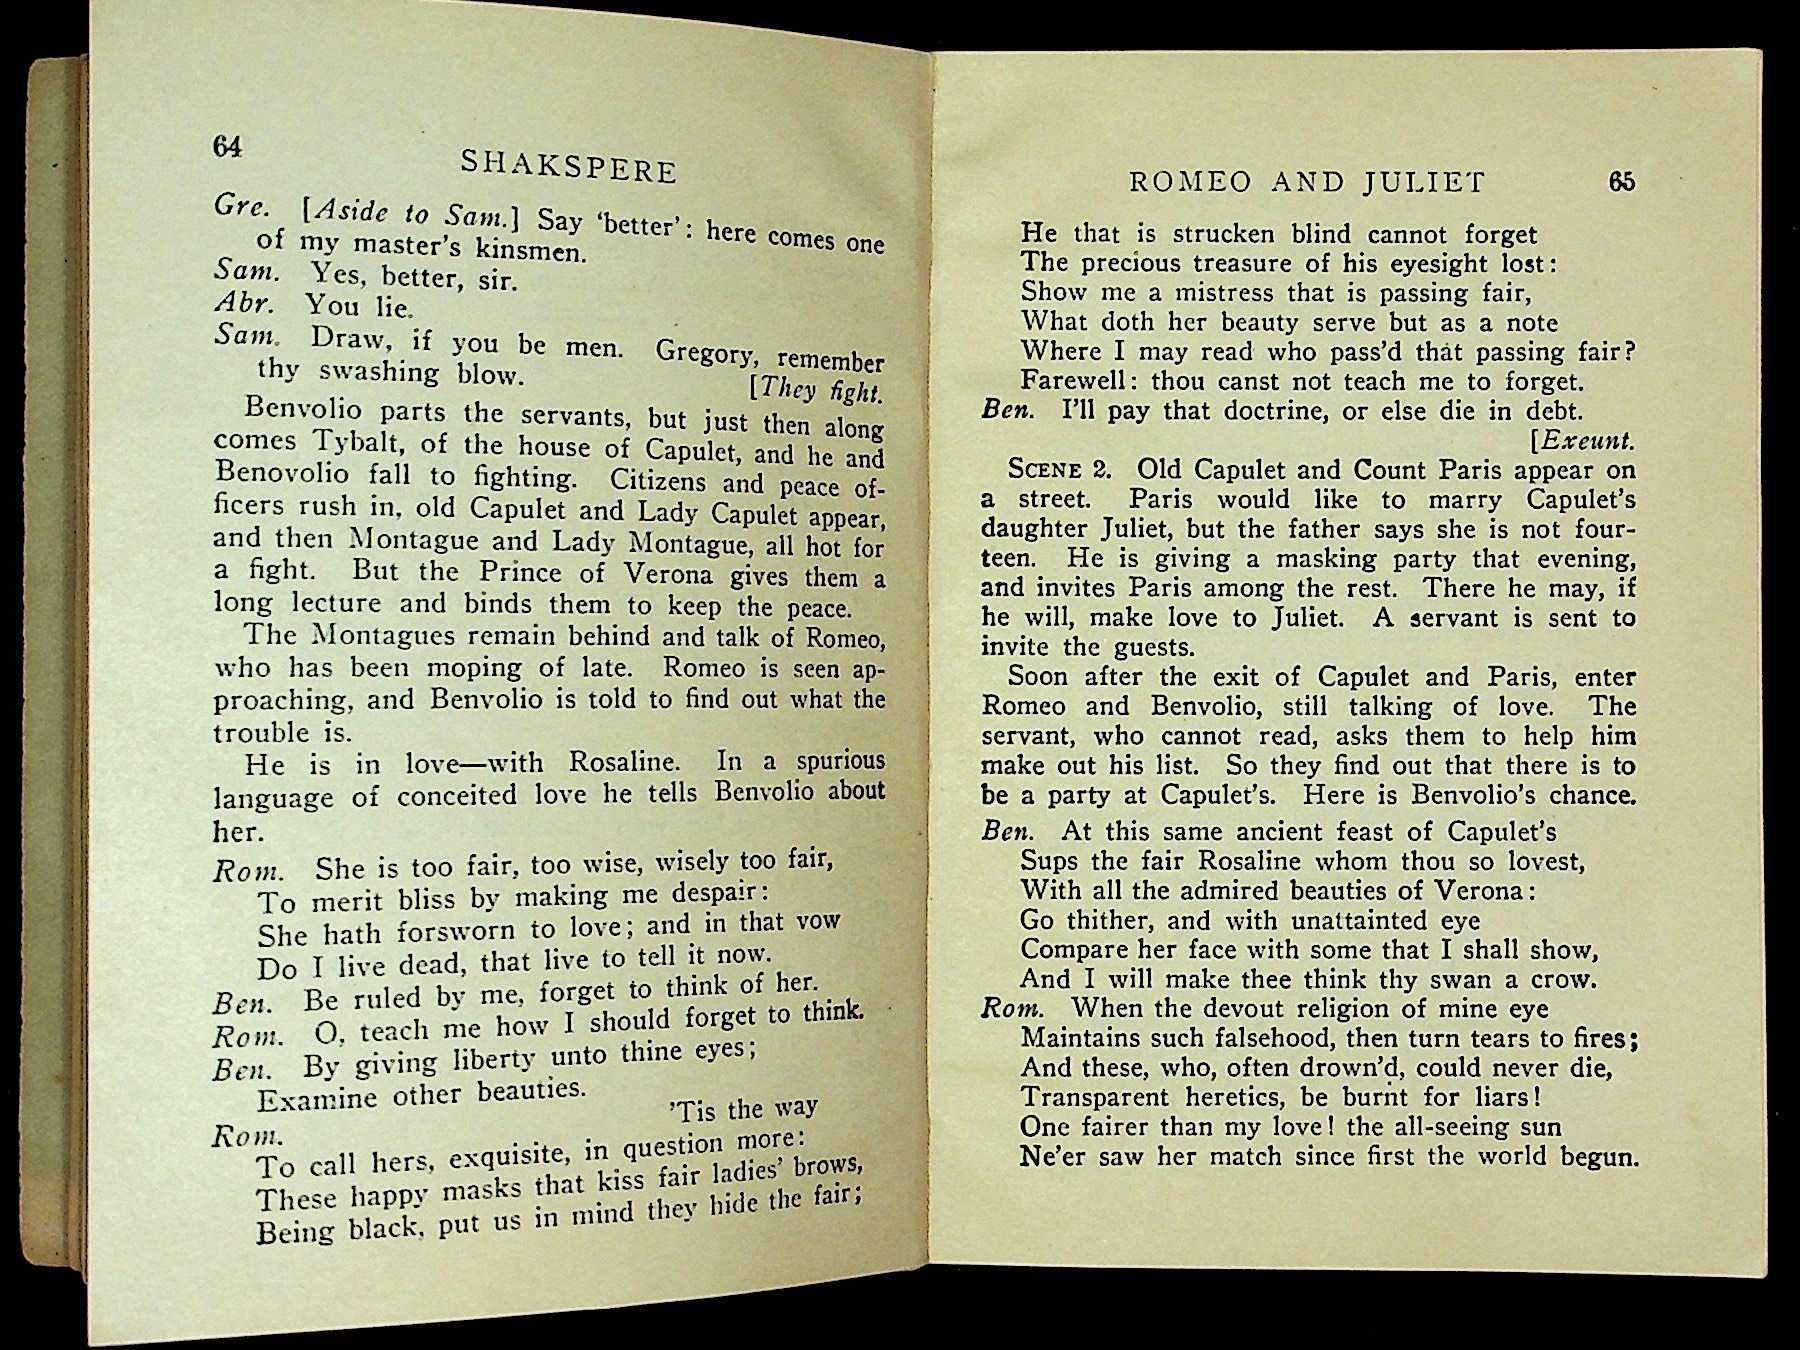 64
SHAKSPERE
Gre. [Aside to Sam.] Say ‘better’: here comes one
of my master’s kinsmen.
Sam. Yes, better, sir.
Abr. You lie.
Sam. Draw, if you be men. Gregory, remember
thy swashing blow. [They fight.
Benvolio parts the servants, but just then along
comes Tybalt, of the house of Capulet, and he and
Benovolio fall to fighting. Citizens and peace of-
ficers rush in, old Capulet and Lady Capulet appear,
and then Montague and Lady Montague, all hot for
a fight. But the Prince of Verona gives them a
long lecture and binds them to keep the peace.
The Montagues remain behind and talk of Romeo,
who has been moping of late. Romeo is seen ap-
proaching, and Benvolio is told to find out what the
trouble is.
He is in love—with Rosaline. In a spurious
language of conceited love he tells Benvolio about
her.
Rom. She is too fair, too wise, wisely too fair,
To merit bliss by making me despair:
She hath forsworn to love; and in that vow
Do I live dead, that live to tell it now.
Ben. Be ruled by me, forget to think of her.
Rom. O, teach me how I should forget to think.
Ben. By giving liberty unto thine eyes;
Examine other beauties.
Rom. ’Tis the way
To call hers, exquisite, in question more:
These happy masks that kiss fair ladies’ brows,
Being black, put us in mind they hide the fair;
ROMEO AND JULIET 65
He that is strucken blind cannot forget
The precious treasure of his eyesight lost:
Show me a mistress that is passing fair,
What doth her beauty serve but as a note
Where I may read who pass’d that passing fair?
Farewell: thou canst not teach me to forget.
Ben. I’ll pay that doctrine, or else die in debt.
[Exeunt.
SCENE 2. Old Capulet and Count Paris appear on
a street. Paris would like to marry Capulet’s
daughter Juliet, but the father says she is not four-
teen. He is giving a masking party that evening,
and invites Paris among the rest. There he may, if
he will, make love to Juliet. A servant is sent to
invite the guests.
Soon after the exit of Capulet and Paris, enter
Romeo and Benvolio, still talking of love. The
servant, who cannot read, asks them to help him
make out his list. So they find out that there is to
be a party at Capulet’s. Here is Benvolio’s chance.
Ben. At this same ancient feast of Capulet’s
Sups the fair Rosaline whom thou so lovest,
With all the admired beauties of Verona:
Go thither, and with unattainted eye
Compare her face with some that I shall show,
And I will make thee think thy swan a crow.
Rom. When the devout religion of mine eye
Maintains such falsehood, then turn tears to fires;
And these, who, often drown’d, could never die,
Transparent heretics, be burnt for liars!
One fairer than my love! the all-seeing sun
Ne’er saw her match since first the world begun.